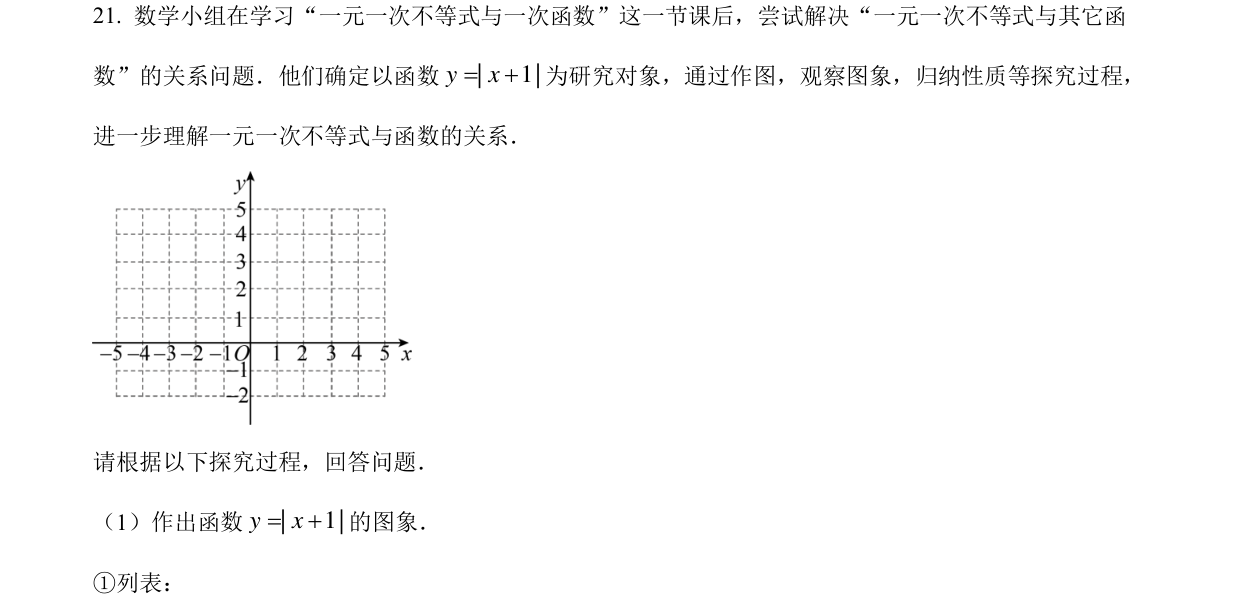 21. 数学小组在学习“一元一次不等式与一次函数”这一节课后，尝试解决“一元一次不等式与其它函
数”的关系问题．他们确定以函数 y =| x+1| 为研究对象，通过作图，观察图象，归纳性质等探究过程，
进一步理解一元一次不等式与函数的关系．
y
5
4
3
2
1
–5 –4 –3 –2 –1 O 1 2 3 4 5 x
–1
–2
请根据以下探究过程，回答问题．
（1）作出函数 y =| x+1| 的图象．
①列表：